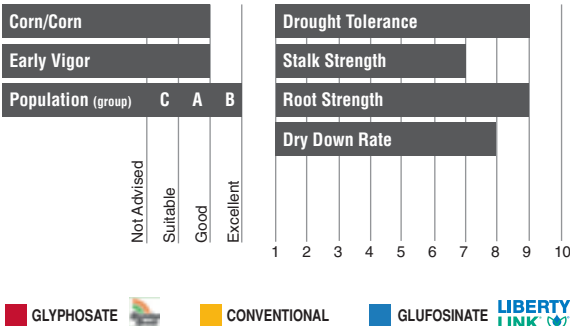 Corn/Corn
Early Vigor
Population (group) C A B
Not Advised
Suitable
Good
Excellent
Drought Tolerance
Stalk Strength
Root Strength
Dry Down Rate
1 2 3 4 5 6 7 8 9 10
GLYPHOSATE
CONVENTIONAL
GLUFOSINATE
LIBERTY
LINK